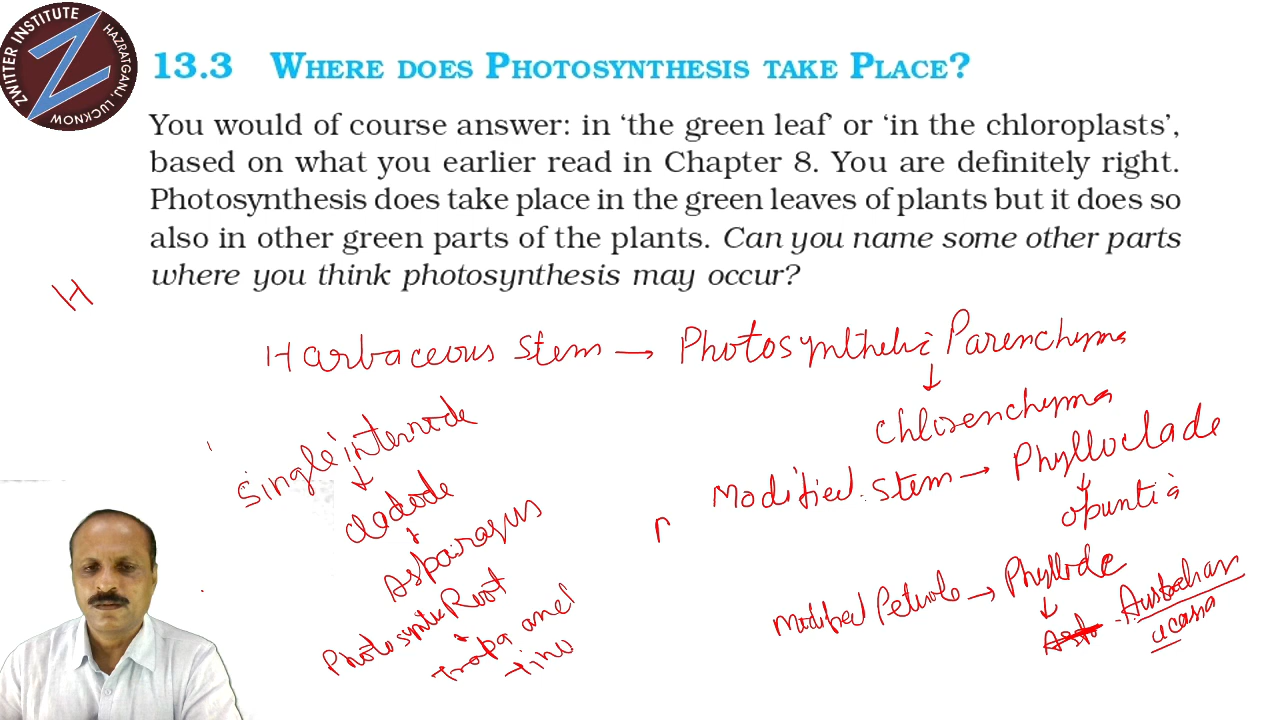 ZWITTER INSTITUTE
HAZRATGANJ, LUCKNOW
Z
13.3 WHERE DOES PHOTOSYNTHESIS TAKE PLACE?
You would of course answer: in ‘the green leaf’ or ‘in the chloroplasts’,
based on what you earlier read in Chapter 8. You are definitely right.
Photosynthesis does take place in the green leaves of plants but it does so
also in other green parts of the plants. Can you name some other parts
where you think photosynthesis may occur?
H
Harbaceous stem → Photosynthetic Parenchyma
↓
chlorenchyma
Single internode
↓
cladode
↓
Asparagus
Modified stem → Phylloclade
↓
opuntia
Modified Petiole → Phyllode
↓
Australian
acasia
Root
↓
Trapa and